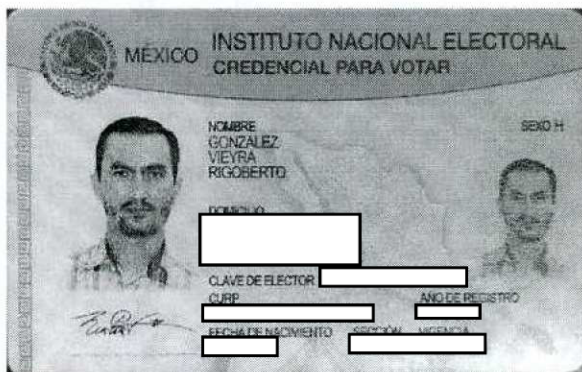 MÉXICO INSTITUTO NACIONAL ELECTORAL
CREDENCIAL PARA VOTAR
NOMBRE SEXO H
GONZALEZ
VIEYRA
RIGOBERTO
DOMICILIO
CLAVE DE ELECTOR
CURP AÑO DE REGISTRO
FECHA DE NACIMIENTO SECCIÓN VIGENCIA